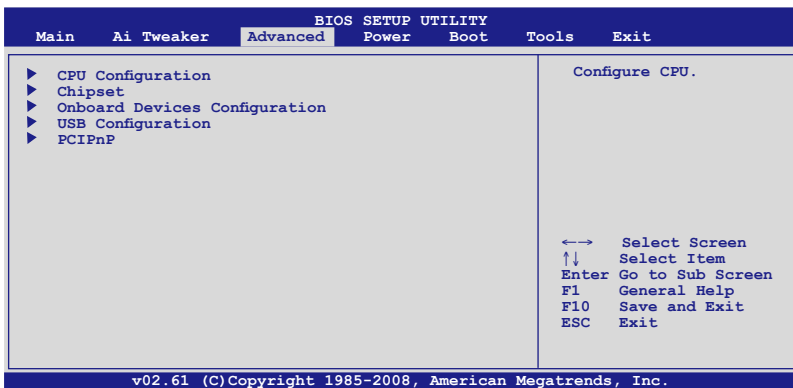 BIOS SETUP UTILITY
Main Ai Tweaker Advanced Power Boot Tools Exit
CPU Configuration
Chipset
Onboard Devices Configuration
USB Configuration
PCIPnP
Configure CPU.
←→ Select Screen
↑↓ Select Item
Enter Go to Sub Screen
F1 General Help
F10 Save and Exit
ESC Exit
v02.61 (C)Copyright 1985-2008, American Megatrends, Inc.